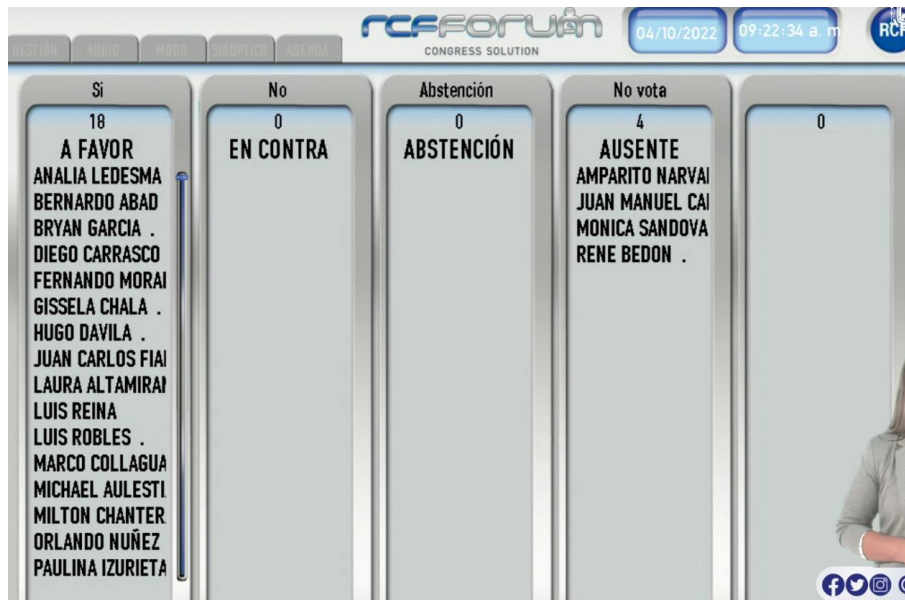 rcfforum
CONGRESS SOLUTION
04/10/2022
09:22:34 a. m.
GESTIÓN
AUDIO
MODO
SINOPTICO
AGENDA
Si
18
A FAVOR
ANALIA LEDESMA
BERNARDO ABAD
BRYAN GARCIA .
DIEGO CARRASCO
FERNANDO MORAI
GISSELA CHALA .
HUGO DAVILA .
JUAN CARLOS FIAI
LAURA ALTAMIRAN
LUIS REINA
LUIS ROBLES .
MARCO COLLAGUA
MICHAEL AULESTI
MILTON CHANTER
ORLANDO NUÑEZ
PAULINA IZURIETA
No
0
EN CONTRA
Abstención
0
ABSTENCIÓN
No vota
4
AUSENTE
AMPARITO NARVAI
JUAN MANUEL CAI
MONICA SANDOVA
RENE BEDON .
0